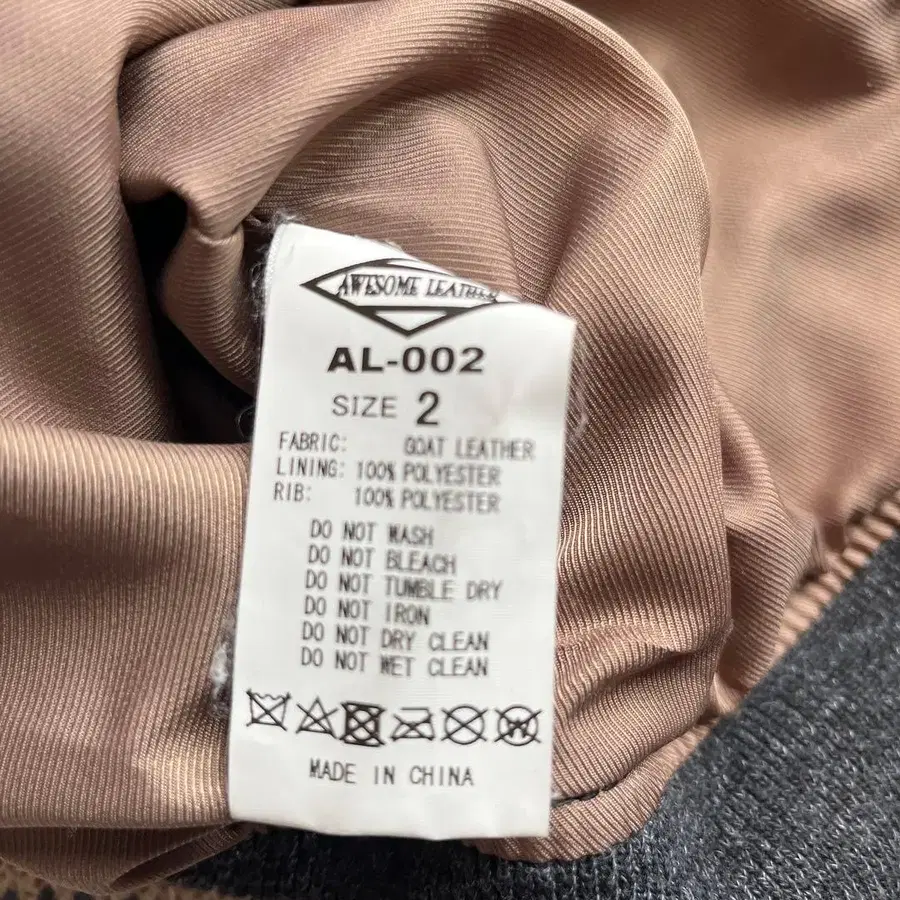 AWESOME LEATHER
AL-002
SIZE 2
FABRIC: GOAT LEATHER
LINING: 100% POLYESTER
RIB: 100% POLYESTER
DO NOT WASH
DO NOT BLEACH
DO NOT TUMBLE DRY
DO NOT IRON
DO NOT DRY CLEAN
DO NOT WET CLEAN
W
MADE IN CHINA